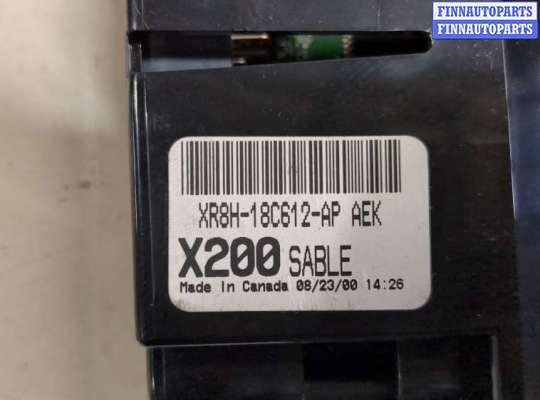 FINNAUTOPARTS
FINNAUTOPARTS
XR8H-18C612-AP AEK
X200 SABLE
Made In Canada 08/23/00 14:26